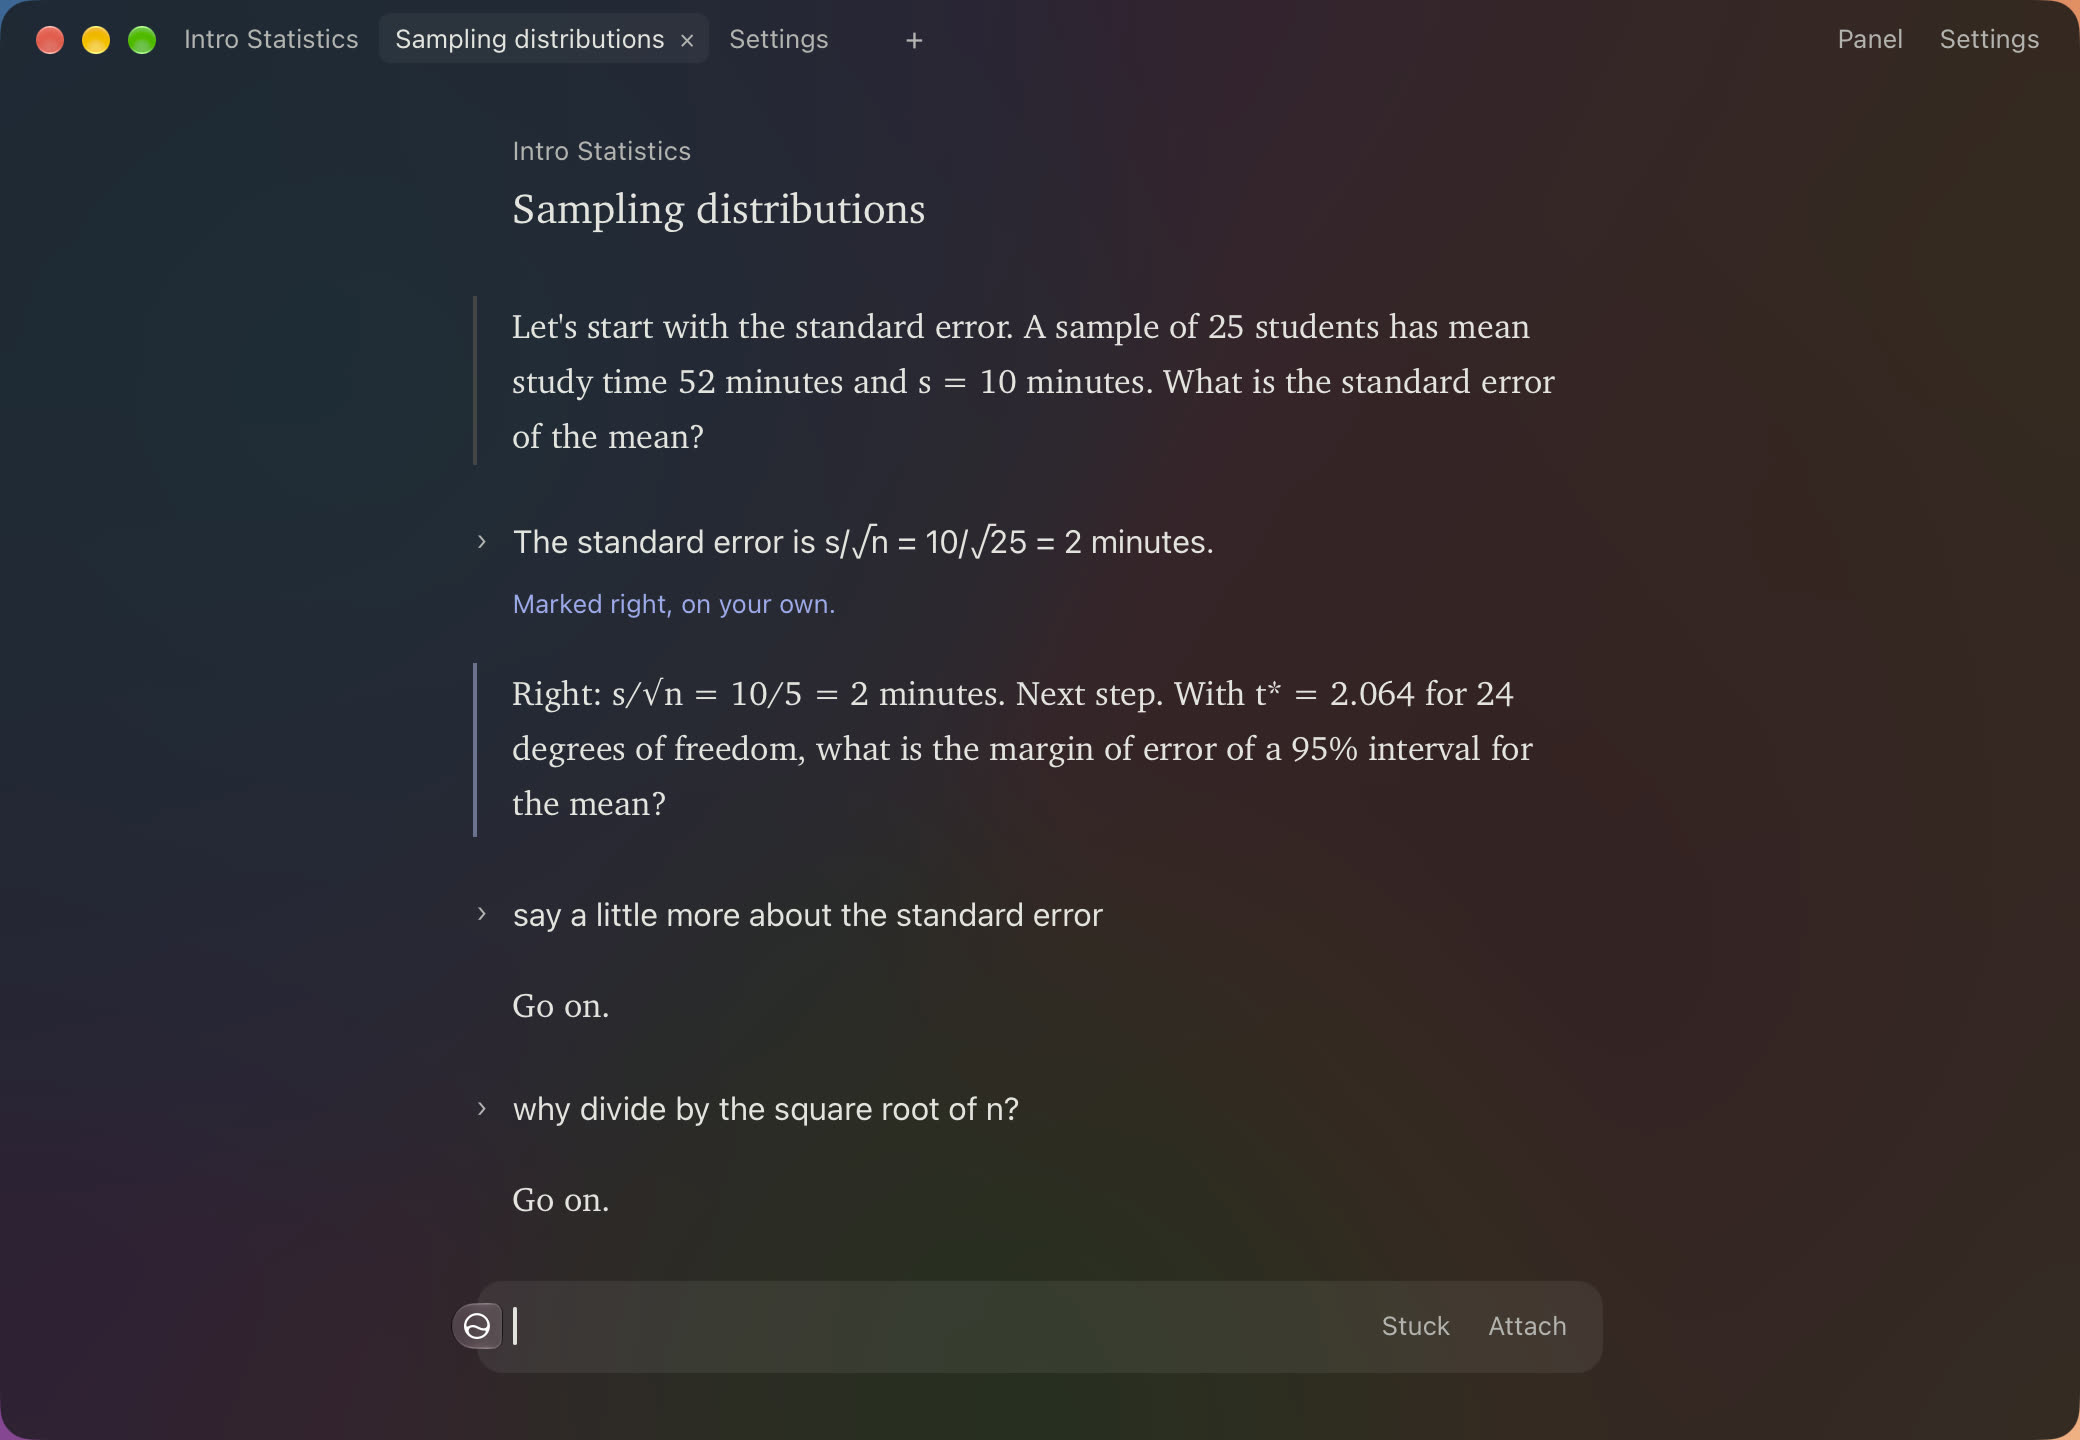 Intro Statistics
Sampling distributions ×
Settings
+
Panel
Settings
Intro Statistics
Sampling distributions
Let's start with the standard error. A sample of 25 students has mean
study time 52 minutes and s = 10 minutes. What is the standard error
of the mean?
› The standard error is s/√n = 10/√25 = 2 minutes.
Marked right, on your own.
Right: s/√n = 10/5 = 2 minutes. Next step. With t* = 2.064 for 24
degrees of freedom, what is the margin of error of a 95% interval for
the mean?
› say a little more about the standard error
Go on.
› why divide by the square root of n?
Go on.
Stuck
Attach